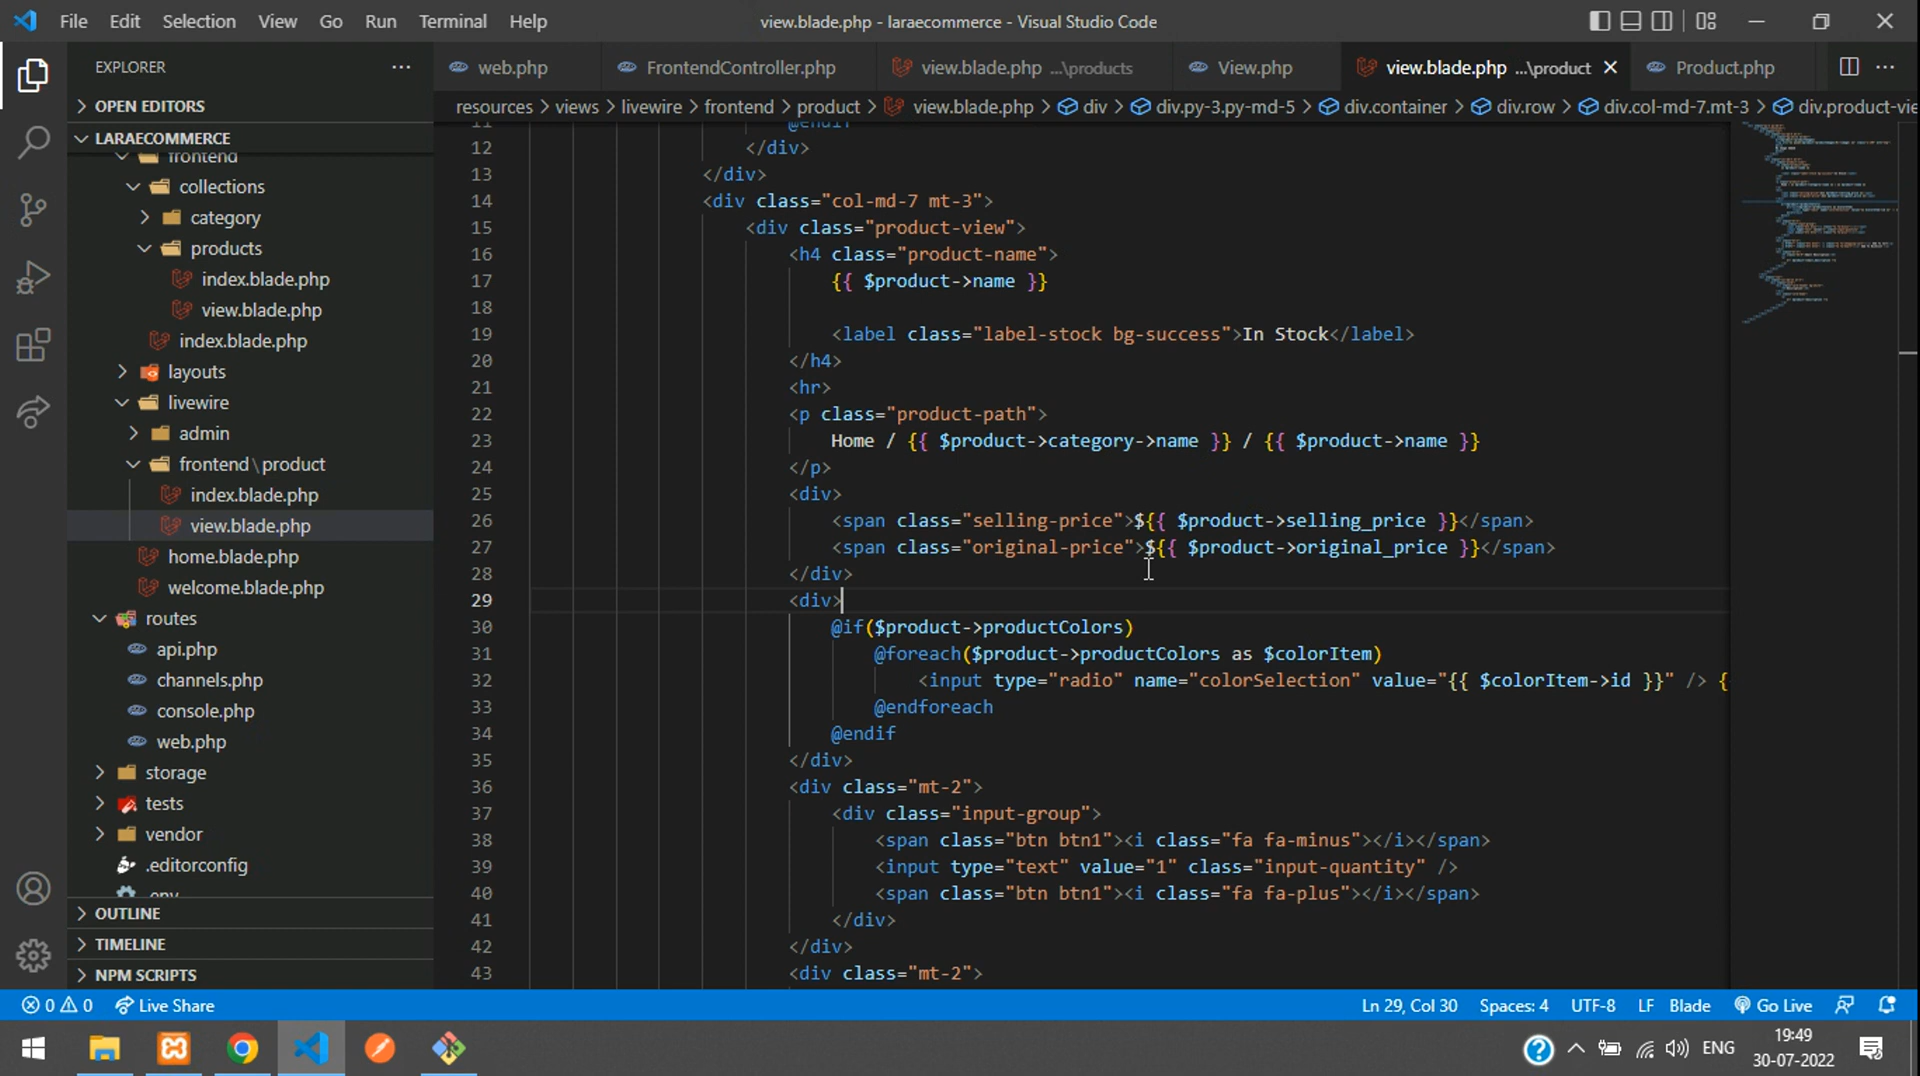 File Edit Selection View Go Run Terminal Help
view.blade.php - laraecommerce - Visual Studio Code
EXPLORER
OPEN EDITORS
LARAECOMMERCE
frontend
collections
category
products
index.blade.php
view.blade.php
index.blade.php
layouts
livewire
admin
frontend\product
index.blade.php
view.blade.php
home.blade.php
welcome.blade.php
routes
api.php
channels.php
console.php
web.php
storage
tests
vendor
.editorconfig
.env
OUTLINE
TIMELINE
NPM SCRIPTS
web.php FrontendController.php view.blade.php ...\products View.php view.blade.php ...\product Product.php
resources > views > livewire > frontend > product > view.blade.php > div > div.py-3.py-md-5 > div.container > div.row > div.col-md-7.mt-3 > div.product-vie
11 @endif
12 </div>
13 </div>
14 <div class="col-md-7 mt-3">
15 <div class="product-view">
16 <h4 class="product-name">
17 {{ $product->name }}
18
19 <label class="label-stock bg-success">In Stock</label>
20 </h4>
21 <hr>
22 <p class="product-path">
23 Home / {{ $product->category->name }} / {{ $product->name }}
24 </p>
25 <div>
26 <span class="selling-price">${{ $product->selling_price }}</span>
27 <span class="original-price">${{ $product->original_price }}</span>
28 </div>
29 <div>
30 @if($product->productColors)
31 @foreach($product->productColors as $colorItem)
32 <input type="radio" name="colorSelection" value="{{ $colorItem->id }}" /> {
33 @endforeach
34 @endif
35 </div>
36 <div class="mt-2">
37 <div class="input-group">
38 <span class="btn btn1"><i class="fa fa-minus"></i></span>
39 <input type="text" value="1" class="input-quantity" />
40 <span class="btn btn1"><i class="fa fa-plus"></i></span>
41 </div>
42 </div>
43 <div class="mt-2">
0 0 Live Share
Ln 29, Col 30 Spaces: 4 UTF-8 LF Blade Go Live
ENG
19:49
30-07-2022